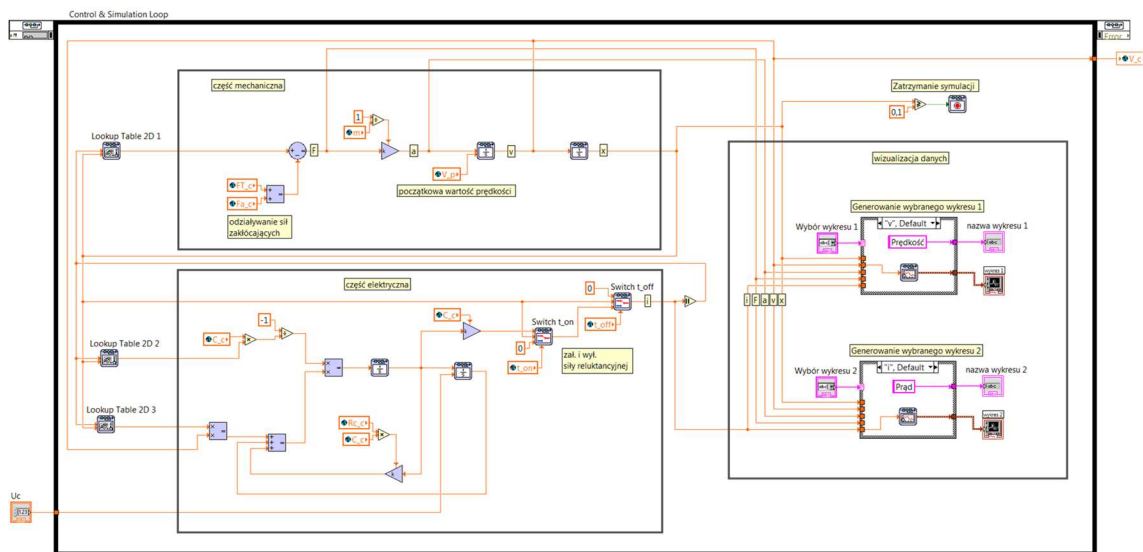 Control & Simulation Loop
Error
V_c
część mechaniczna
Zatrzymanie symulacji
0,1
1
m
Lookup Table 2D 1
f
a
v
x
V_p
FT_c
Fa_c
początkowa wartość prędkości
odziaływanie sił
zakłócających
wizualizacja danych
Generowanie wybranego wykresu 1
"v", Default
Wybór wykresu 1
Prędkość
nazwa wykresu 1
abc
wykres 1
i F a v x
część elektryczna
Switch t_off
0
i
-1
C_c
Switch t_on
t_off
C_c
0
t_on
zał. i wył.
siły reluktancyjnej
Lookup Table 2D 2
Lookup Table 2D 3
Rc_c
C_c
Generowanie wybranego wykresu 2
"i", Default
Wybór wykresu 2
Prąd
nazwa wykresu 2
abc
wykres 2
Uc
123